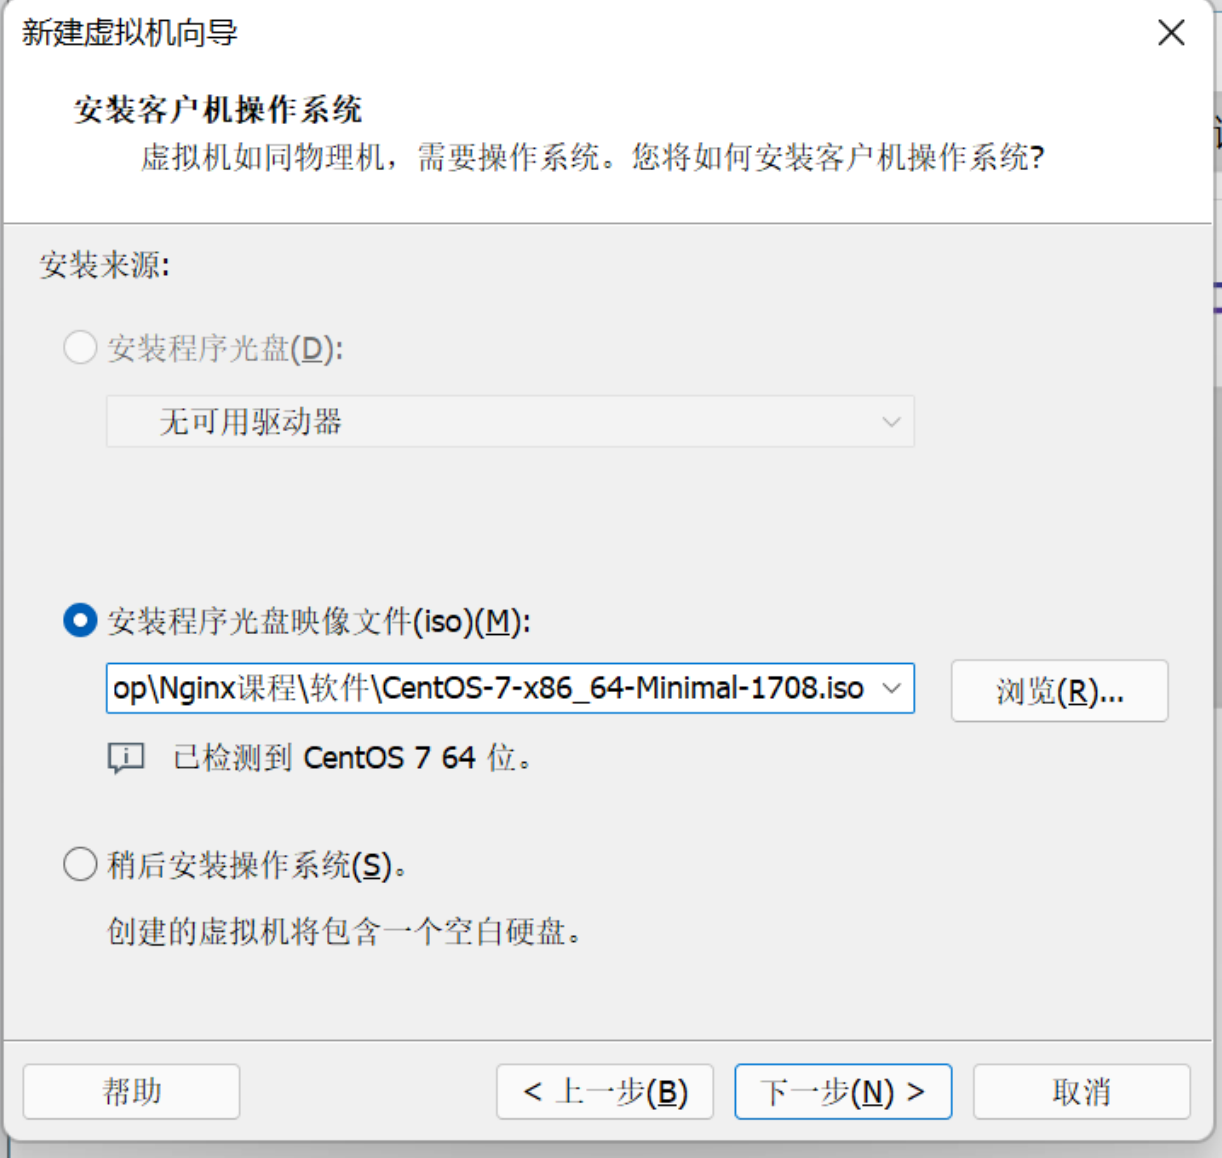 新建虚拟机向导
安装客户机操作系统
虚拟机如同物理机，需要操作系统。您将如何安装客户机操作系统?
安装来源:
安装程序光盘(D):
无可用驱动器
安装程序光盘映像文件(iso)(M):
op\Nginx课程\软件\CentOS-7-x86_64-Minimal-1708.iso
浏览(R)...
已检测到 CentOS 7 64 位。
稍后安装操作系统(S)。
创建的虚拟机将包含一个空白硬盘。
帮助
< 上一步(B)
下一步(N) >
取消